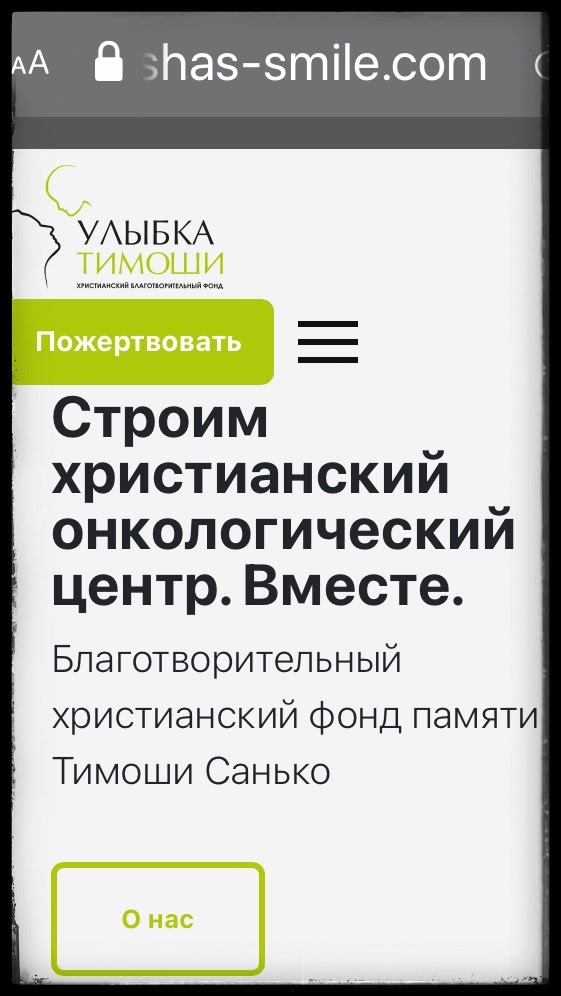 AA
shas-smile.com
УЛЫБКА
ТИМОШИ
ХРИСТИАНСКИЙ БЛАГОТВОРИТЕЛЬНЫЙ ФОНД
Пожертвовать
Строим
христианский
онкологический
центр. Вместе.
Благотворительный
христианский фонд памяти
Тимоши Санько
О нас